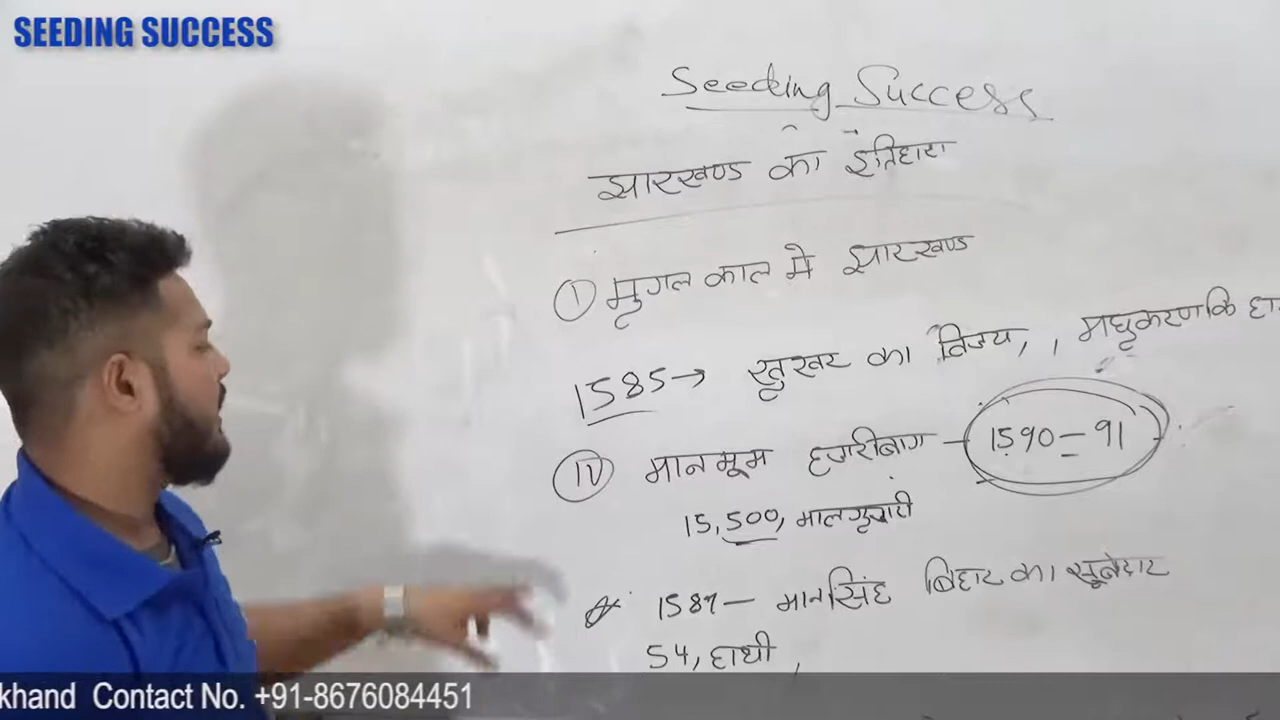 SEEDING SUCCESS
Seeding Success
झारखण्ड का इतिहास
① मुगल काल मे झारखण्ड
1585→ खुखर का विजय, , मधुकरण कि
IV मानभूम हजारीबाग – 1590–91
15,500, मालगुजारी
1589 – मानसिंह बिहार का सूबेदार
54, हाथी ,
khand Contact No. +91-8676084451